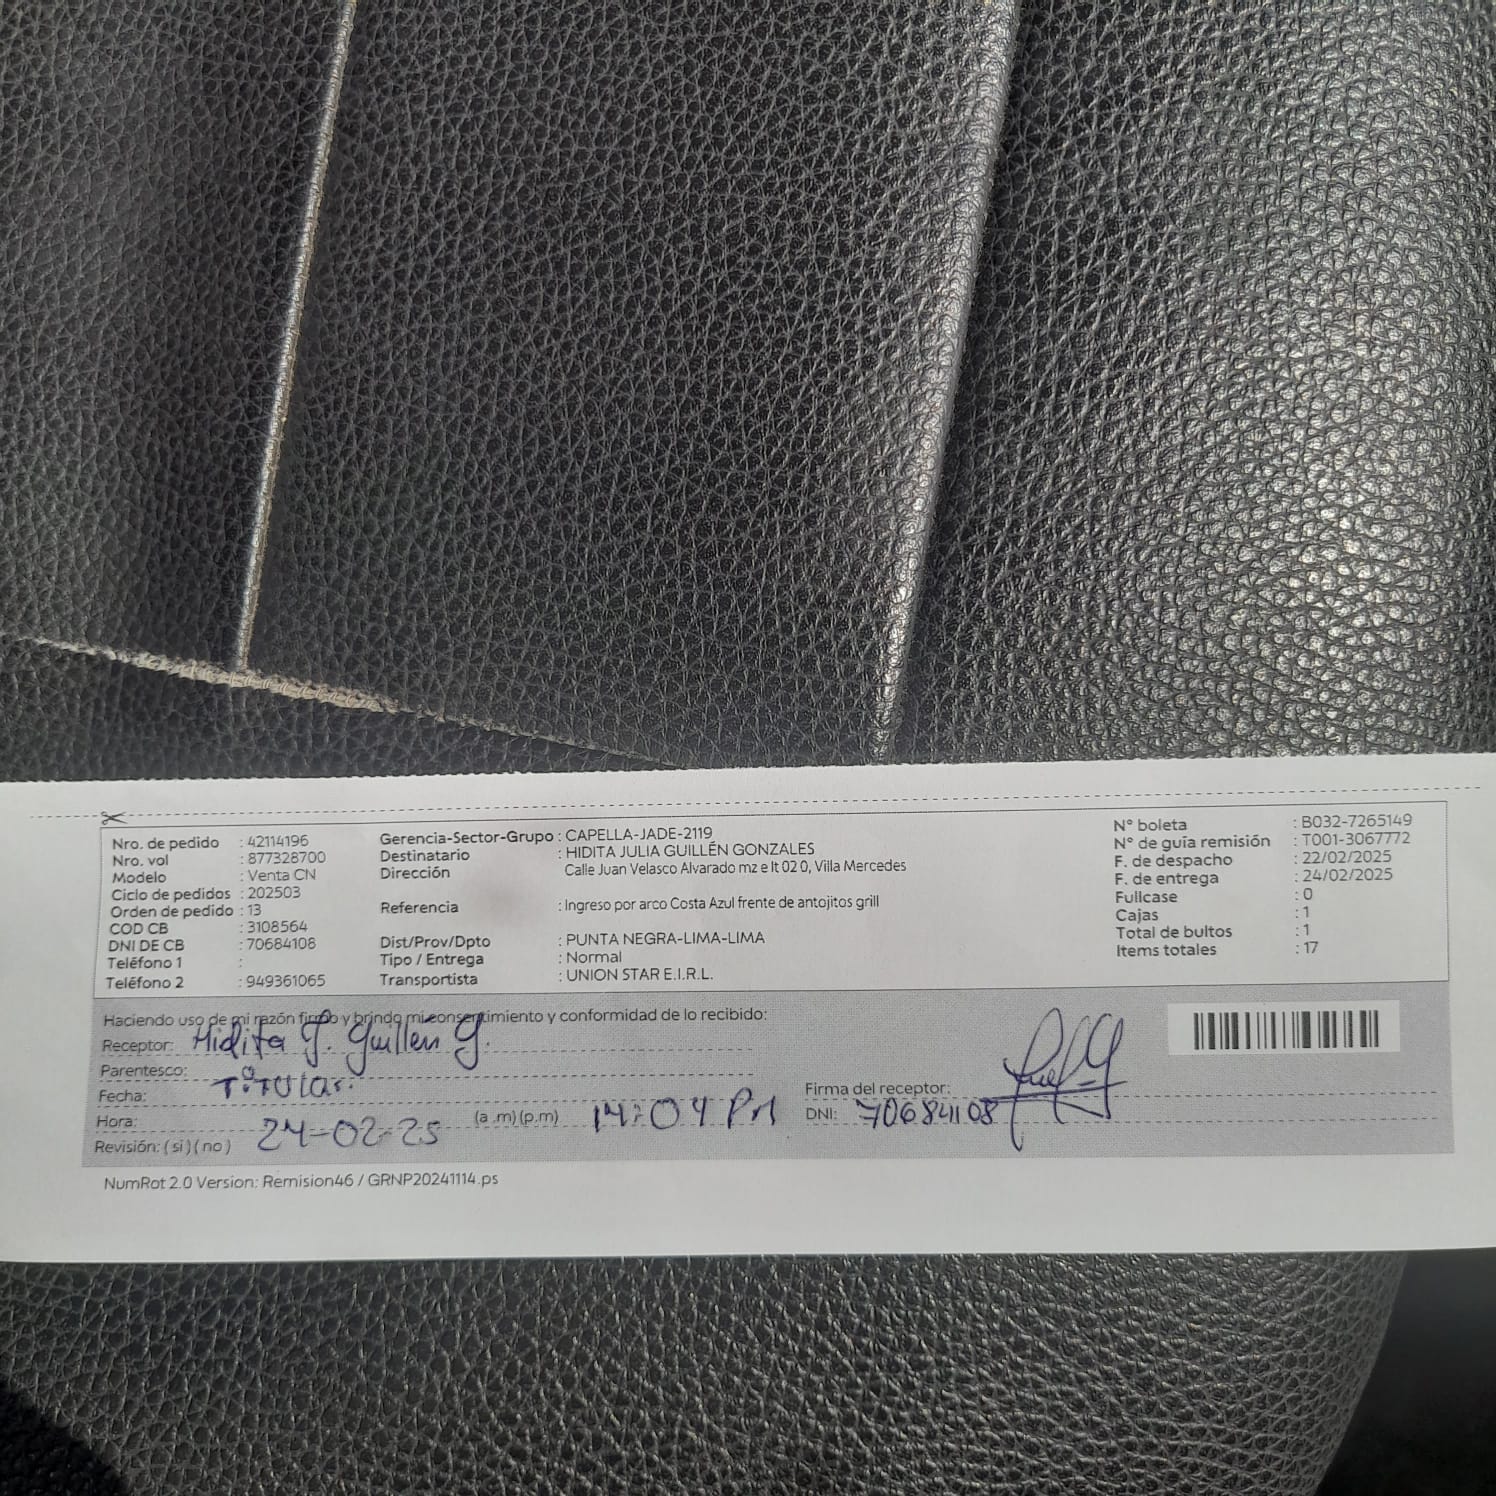 Nro. de pedido : 42114196
Nro. vol : 877328700
Modelo : Venta CN
Ciclo de pedidos : 202503
Orden de pedido : 13
COD CB : 3108564
DNI DE CB : 70684108
Teléfono 1 :
Teléfono 2 : 949361065
Gerencia-Sector-Grupo : CAPELLA-JADE-2119
Destinatario : HIDITA JULIA GUILLÉN GONZALES
Dirección Calle Juan Velasco Alvarado mz e lt 02 0, Villa Mercedes
Referencia : Ingreso por arco Costa Azul frente de antojitos grill
Dist/Prov/Dpto : PUNTA NEGRA-LIMA-LIMA
Tipo / Entrega : Normal
Transportista : UNION STAR E.I.R.L.
N° boleta : B032-7265149
N° de guía remisión : T001-3067772
F. de despacho : 22/02/2025
F. de entrega : 24/02/2025
Fullcase : 0
Cajas : 1
Total de bultos : 1
Items totales : 17
Haciendo uso de mi razón firmo y brindo mi consentimiento y conformidad de lo recibido:
Receptor: Hidita J. Guillén G.
Parentesco: Titular.
Fecha:
Hora: 24-02-25 (a.m)(p.m) 14:04 PM
Revisión: (si) (no)
Firma del receptor:
DNI: 70684108
NumRot 2.0 Version: Remision46 / GRNP20241114.ps